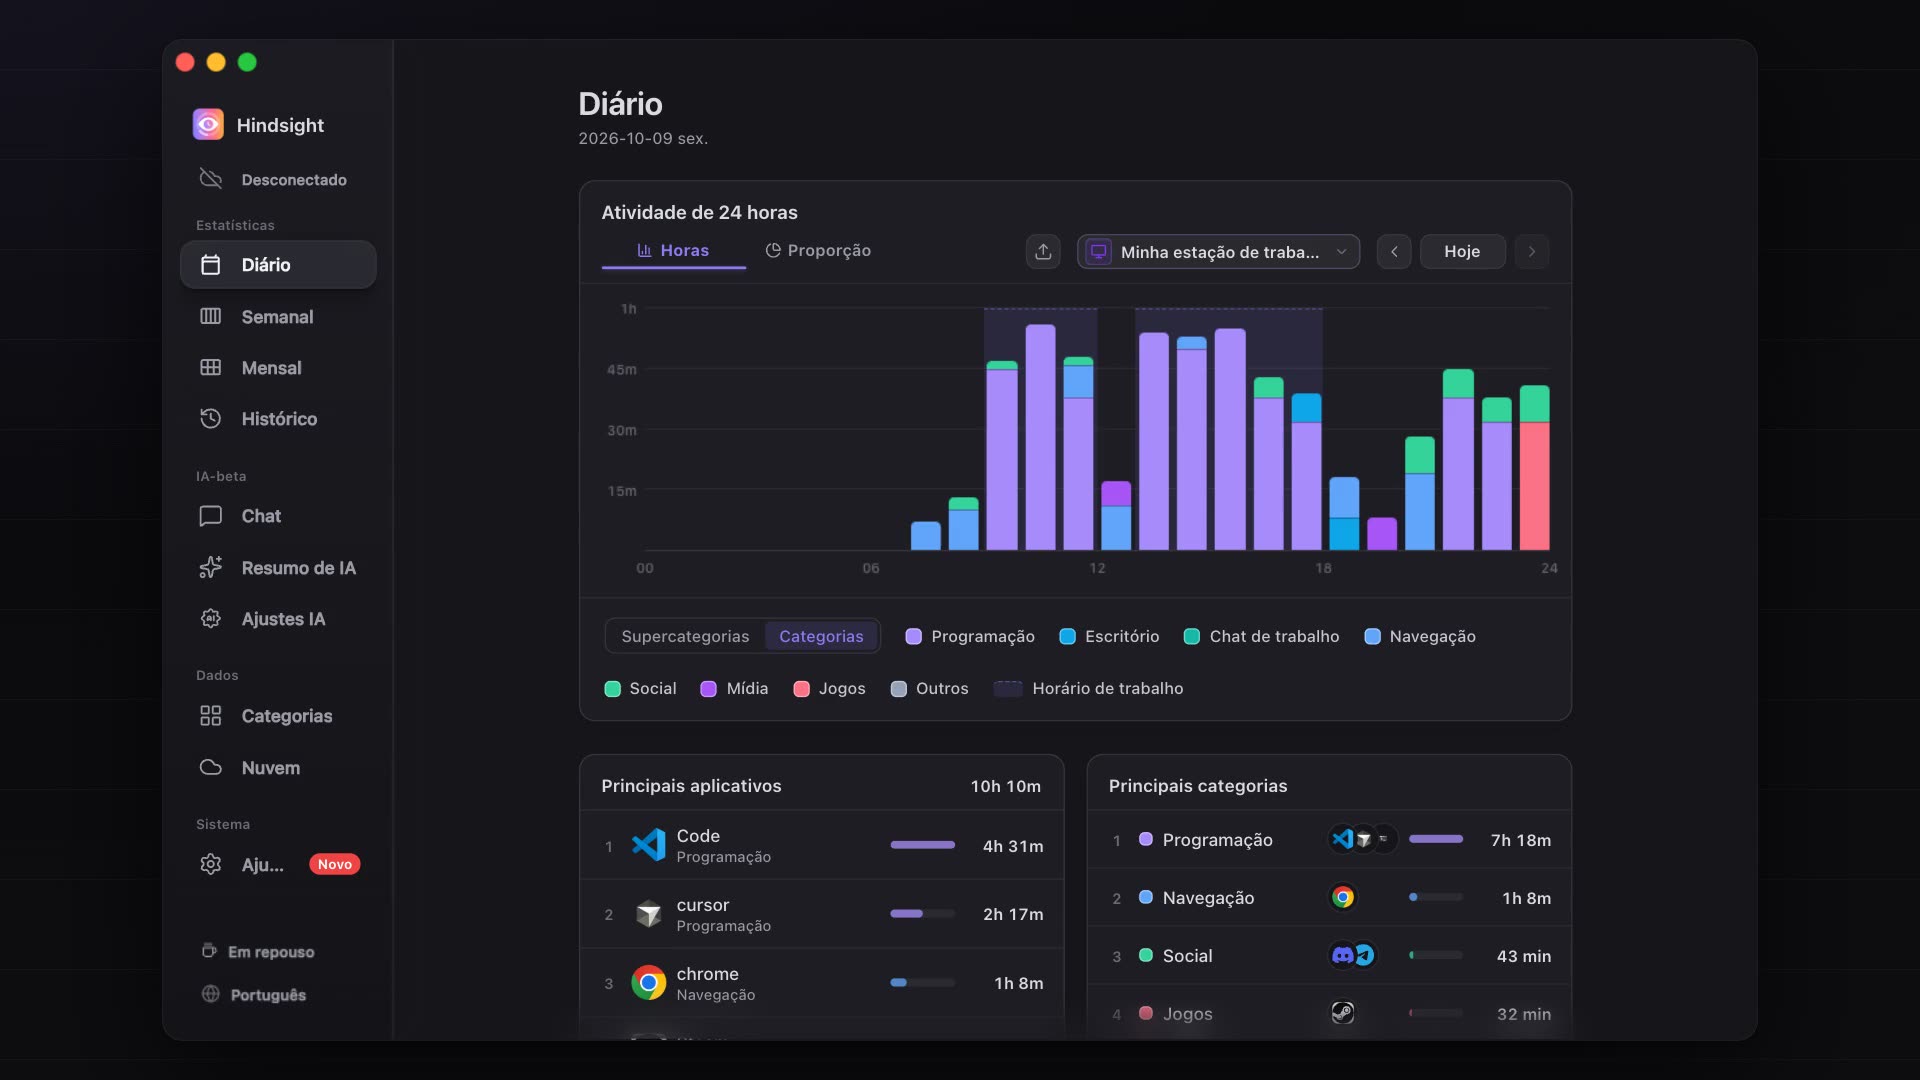 Hindsight
Desconectado
Estatísticas
Diário
Semanal
Mensal
Histórico
IA-beta
Chat
Resumo de IA
Ajustes IA
Dados
Categorias
Nuvem
Sistema
Aju... Novo
Em repouso
Português
Diário
2026-10-09 sex.
Atividade de 24 horas
Horas Proporção Minha estação de traba... Hoje
1h
45m
30m
15m
00 06 12 18 24
Supercategorias Categorias Programação Escritório Chat de trabalho Navegação
Social Mídia Jogos Outros Horário de trabalho
Principais aplicativos 10h 10m
1 Code 4h 31m
Programação
2 cursor 2h 17m
Programação
3 chrome 1h 8m
Navegação
Principais categorias
1 Programação 7h 18m
2 Navegação 1h 8m
3 Social 43 min
4 Jogos 32 min